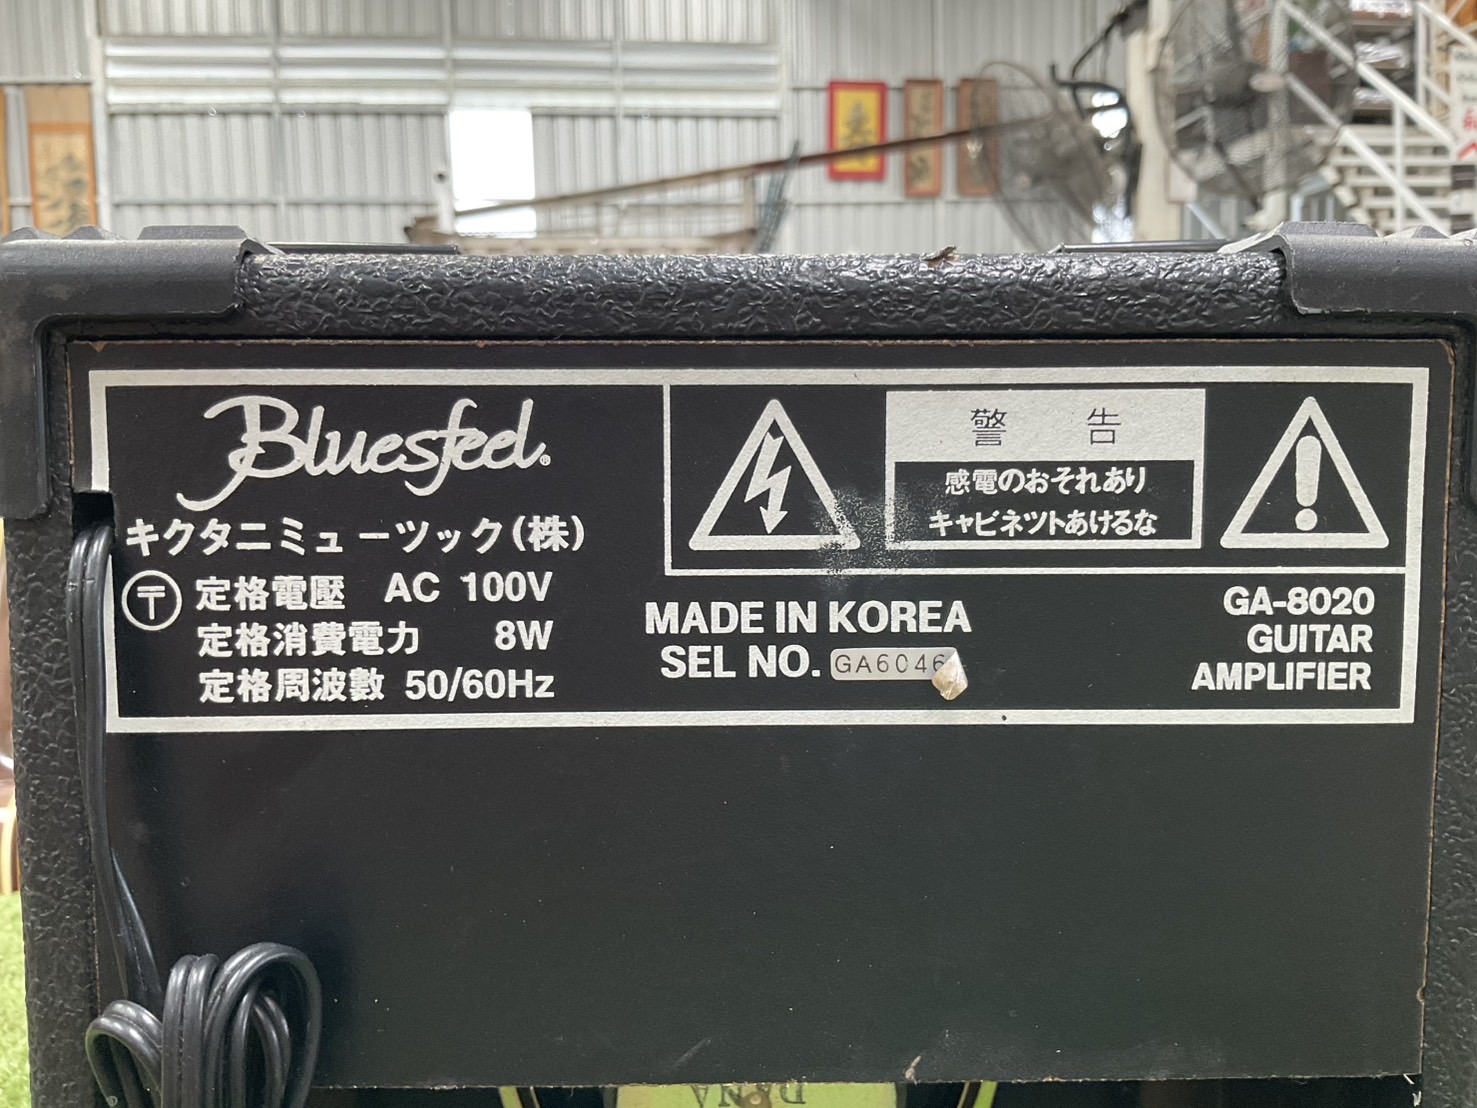 Bluesfeel®
キクタニミュージック(株)
〒 定格電壓 AC 100V
定格消費電力 8W
定格周波數 50/60Hz
警告
感電のおそれあり
キャビネツトあけるな
MADE IN KOREA
SEL NO. GA6046
GA-8020
GUITAR
AMPLIFIER